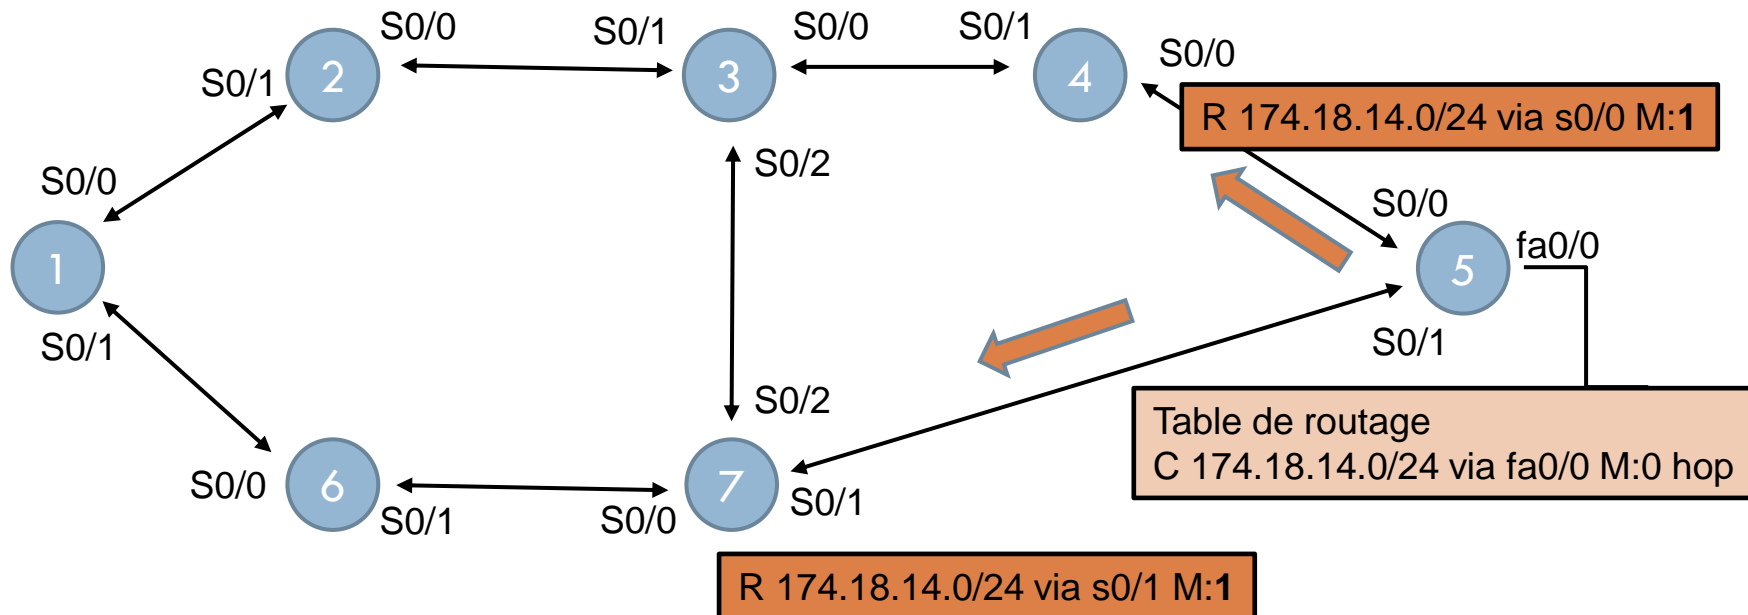 S0/0
S0/1
S0/0
S0/1
S0/1
2
3
4
S0/0
R 174.18.14.0/24 via s0/0 M:1
S0/2
S0/0
S0/0
1
5
fa0/0
S0/1
S0/1
S0/2
Table de routage
C 174.18.14.0/24 via fa0/0 M:0 hop
S0/0
6
7
S0/1
S0/0
S0/1
R 174.18.14.0/24 via s0/1 M:1